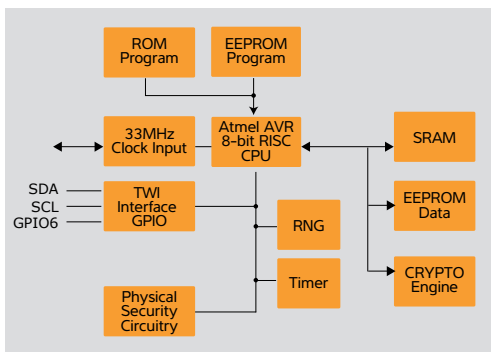 ROM
Program
EEPROM
Program
33MHz
Clock Input
Atmel AVR
8-bit RISC
CPU
SRAM
SDA
SCL
GPIO6
TWI
Interface
GPIO
EEPROM
Data
RNG
Timer
CRYPTO
Engine
Physical
Security
Circuitry